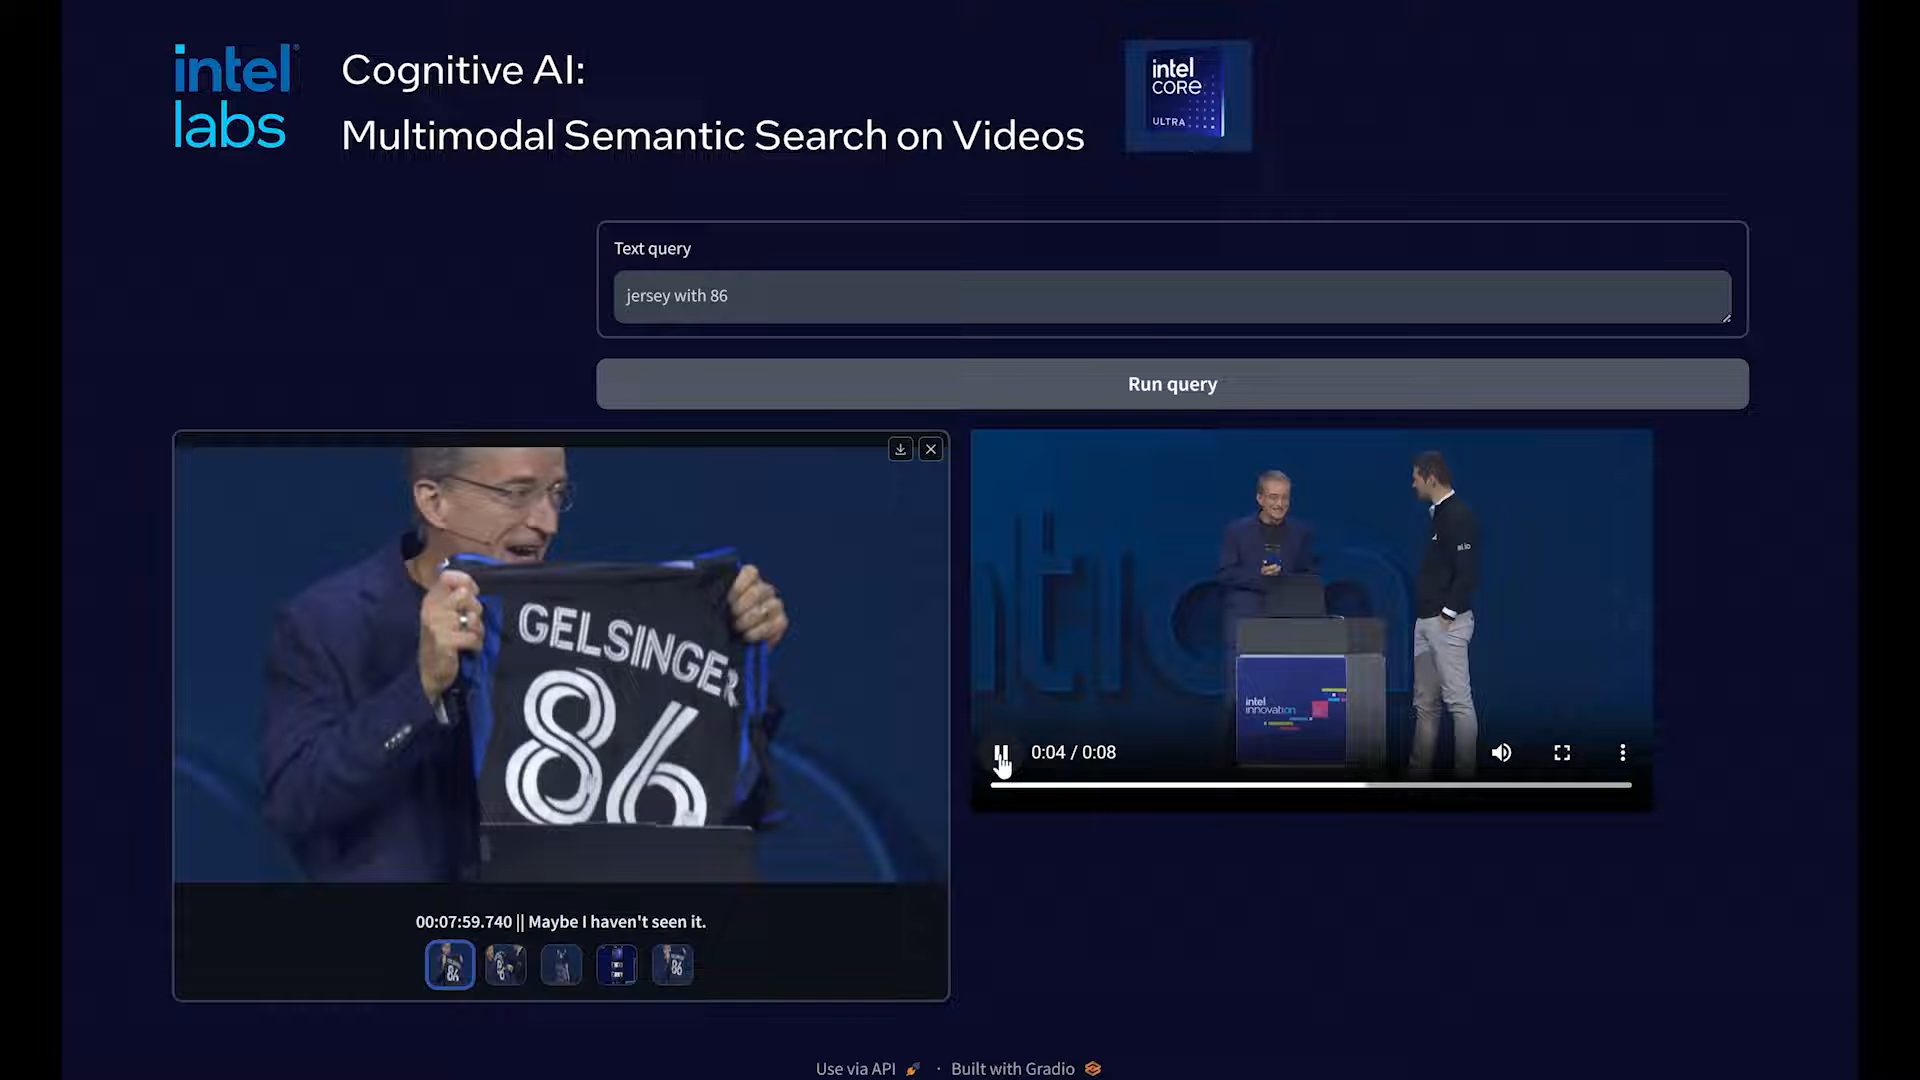 intel
labs
Cognitive AI:
Multimodal Semantic Search on Videos
intel
CORE
ULTRA
Text query
jersey with 86
Run query
GELSINGER
86
intel
innovation
0:04 / 0:08
00:07:59.740 || Maybe I haven't seen it.
Use via API · Built with Gradio